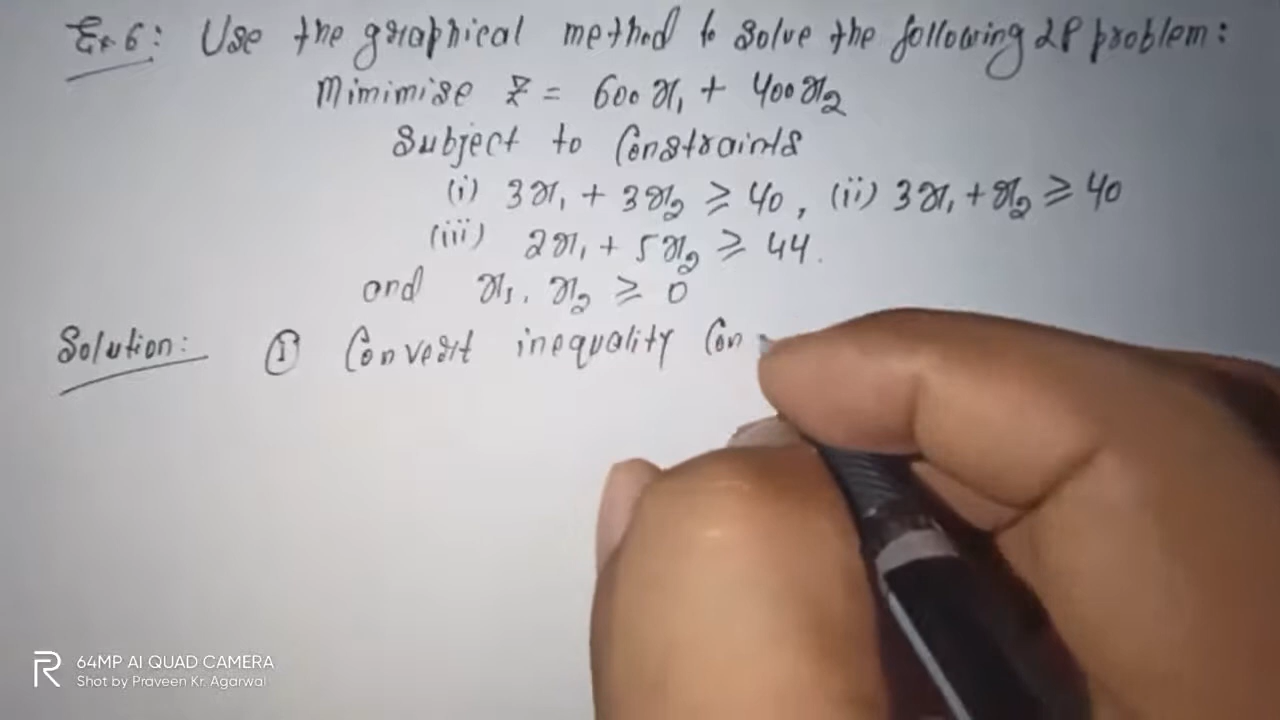 Ex 6: Use the graphical method to solve the following LP problem:
Mimimise Z = 600x₁ + 400x₂
Subject to Constraints
(i) 3x₁ + 3x₂ ≥ 40, (ii) 3x₁ + x₂ ≥ 40
(iii) 2x₁ + 5x₂ ≥ 44.
and x₁, x₂ ≥ 0
Solution: ① Convert inequality Con
R 64MP AI QUAD CAMERA
Shot by Praveen Kr. Agarwal